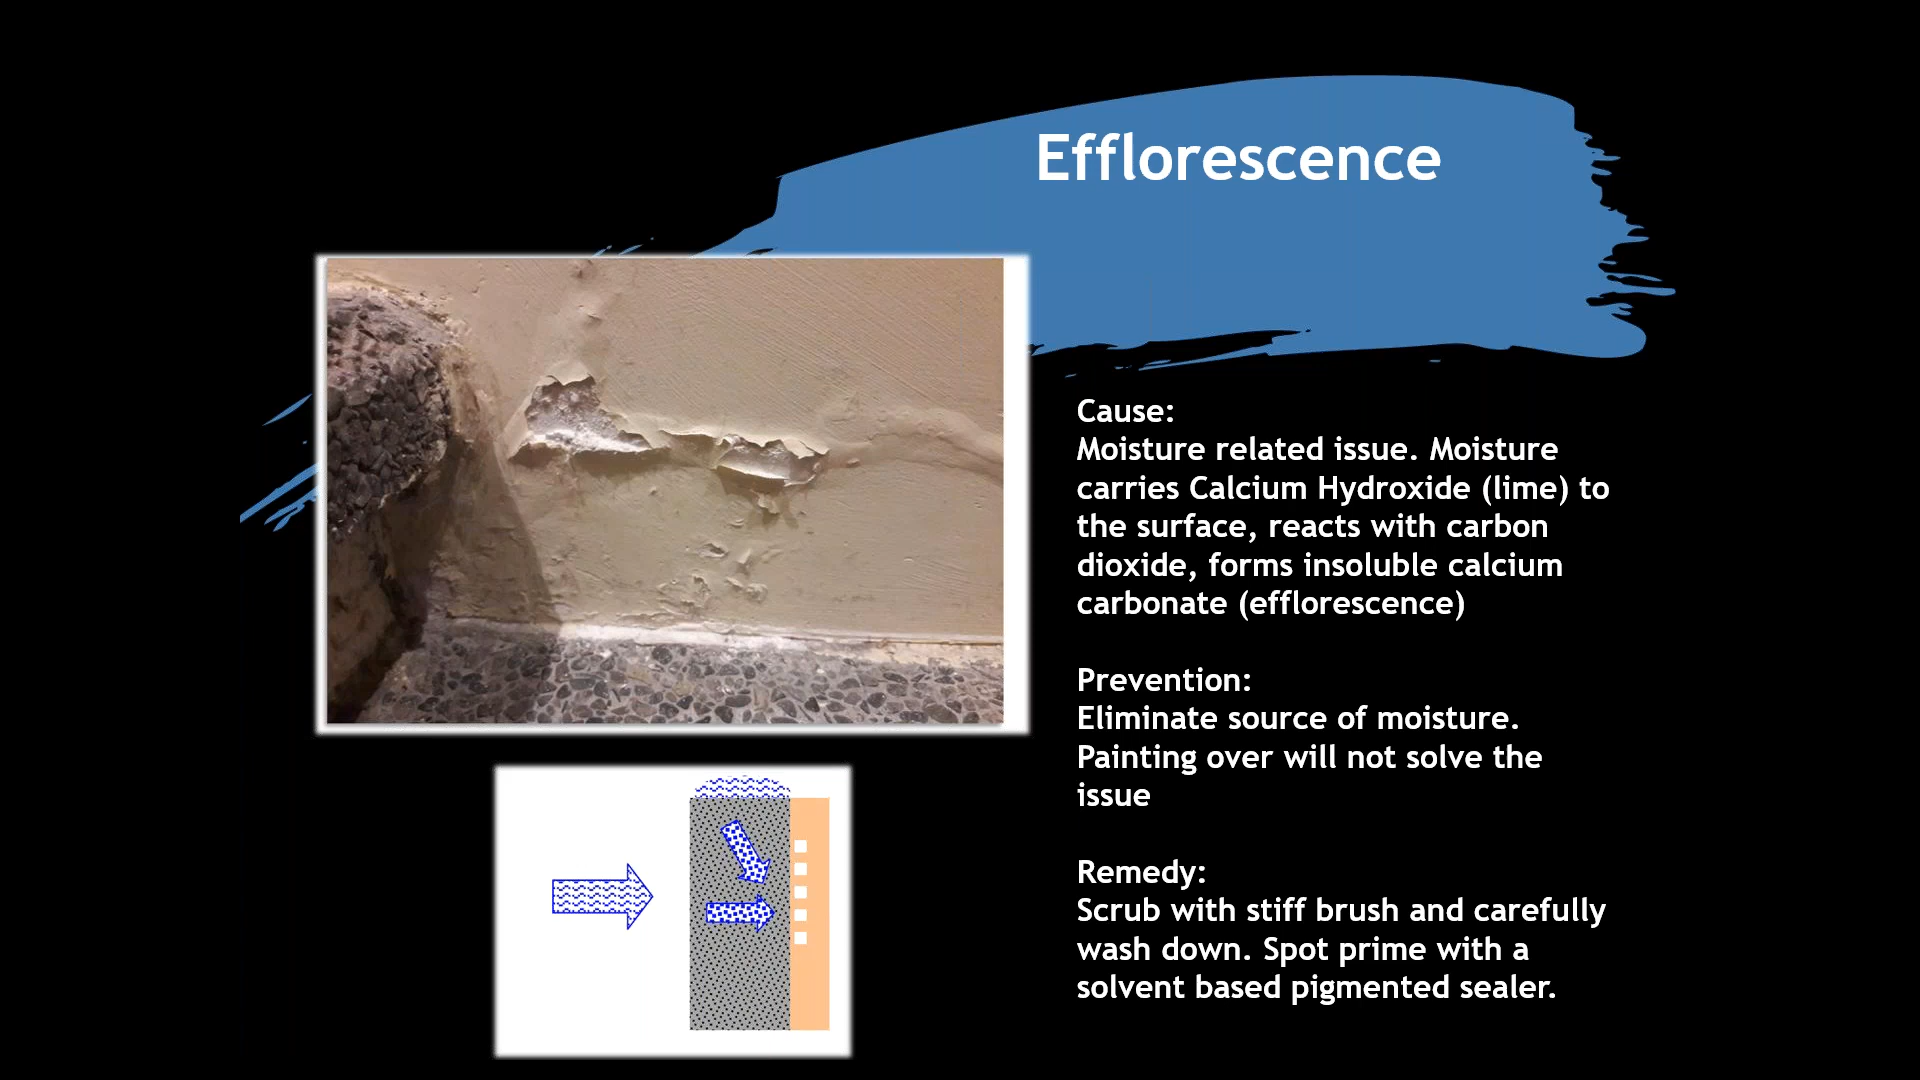 Efflorescence
Cause:
Moisture related issue. Moisture
carries Calcium Hydroxide (lime) to
the surface, reacts with carbon
dioxide, forms insoluble calcium
carbonate (efflorescence)
Prevention:
Eliminate source of moisture.
Painting over will not solve the
issue
Remedy:
Scrub with stiff brush and carefully
wash down. Spot prime with a
solvent based pigmented sealer.